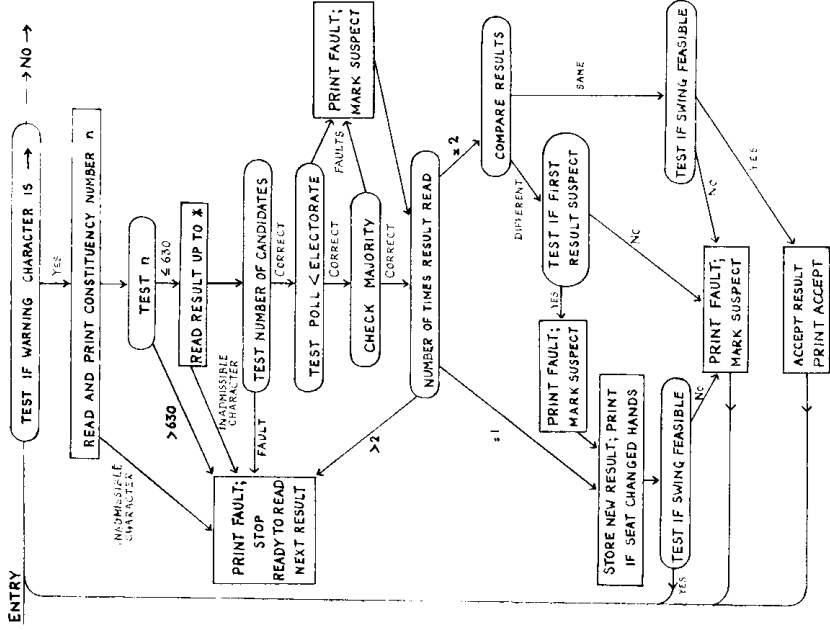 ENTRY
TEST IF WARNING CHARACTER IS → → NO →
YES
READ AND PRINT CONSTITUENCY NUMBER n
INADMISSIBLE
CHARACTER
TEST n
>630
≤630
READ RESULT UP TO *
INADMISSIBLE
CHARACTER
TEST NUMBER OF CANDIDATES
FAULT
CORRECT
PRINT FAULT;
STOP
READY TO READ
NEXT RESULT
TEST POLL < ELECTORATE
CORRECT
FAULTS
CHECK MAJORITY
CORRECT
PRINT FAULT;
MARK SUSPECT
NUMBER OF TIMES RESULT READ
>2
=1
=2
COMPARE RESULTS
DIFFERENT
SAME
TEST IF FIRST
RESULT SUSPECT
YES
NO
PRINT FAULT;
MARK SUSPECT
STORE NEW RESULT; PRINT
IF SEAT CHANGED HANDS
TEST IF SWING FEASIBLE
YES
NO
TEST IF SWING FEASIBLE
NO
YES
PRINT FAULT;
MARK SUSPECT
ACCEPT RESULT
PRINT ACCEPT